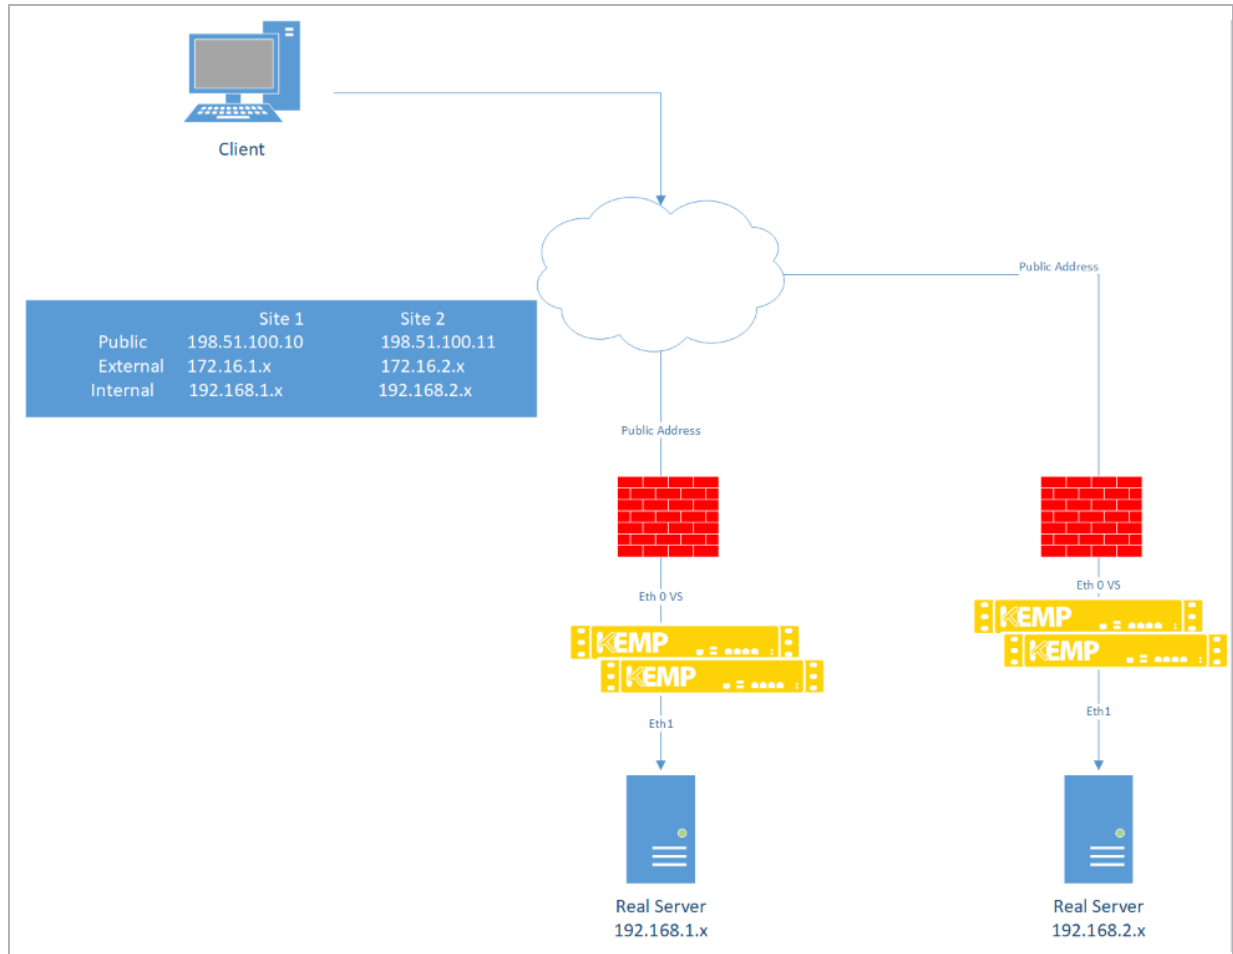 Client
Public Address
Site 1 Site 2
Public 198.51.100.10 198.51.100.11
External 172.16.1.x 172.16.2.x
Internal 192.168.1.x 192.168.2.x
Public Address
Eth 0 VS
Eth 0 VS
KEMP
KEMP
KEMP
KEMP
Eth1
Eth1
Real Server
192.168.1.x
Real Server
192.168.2.x